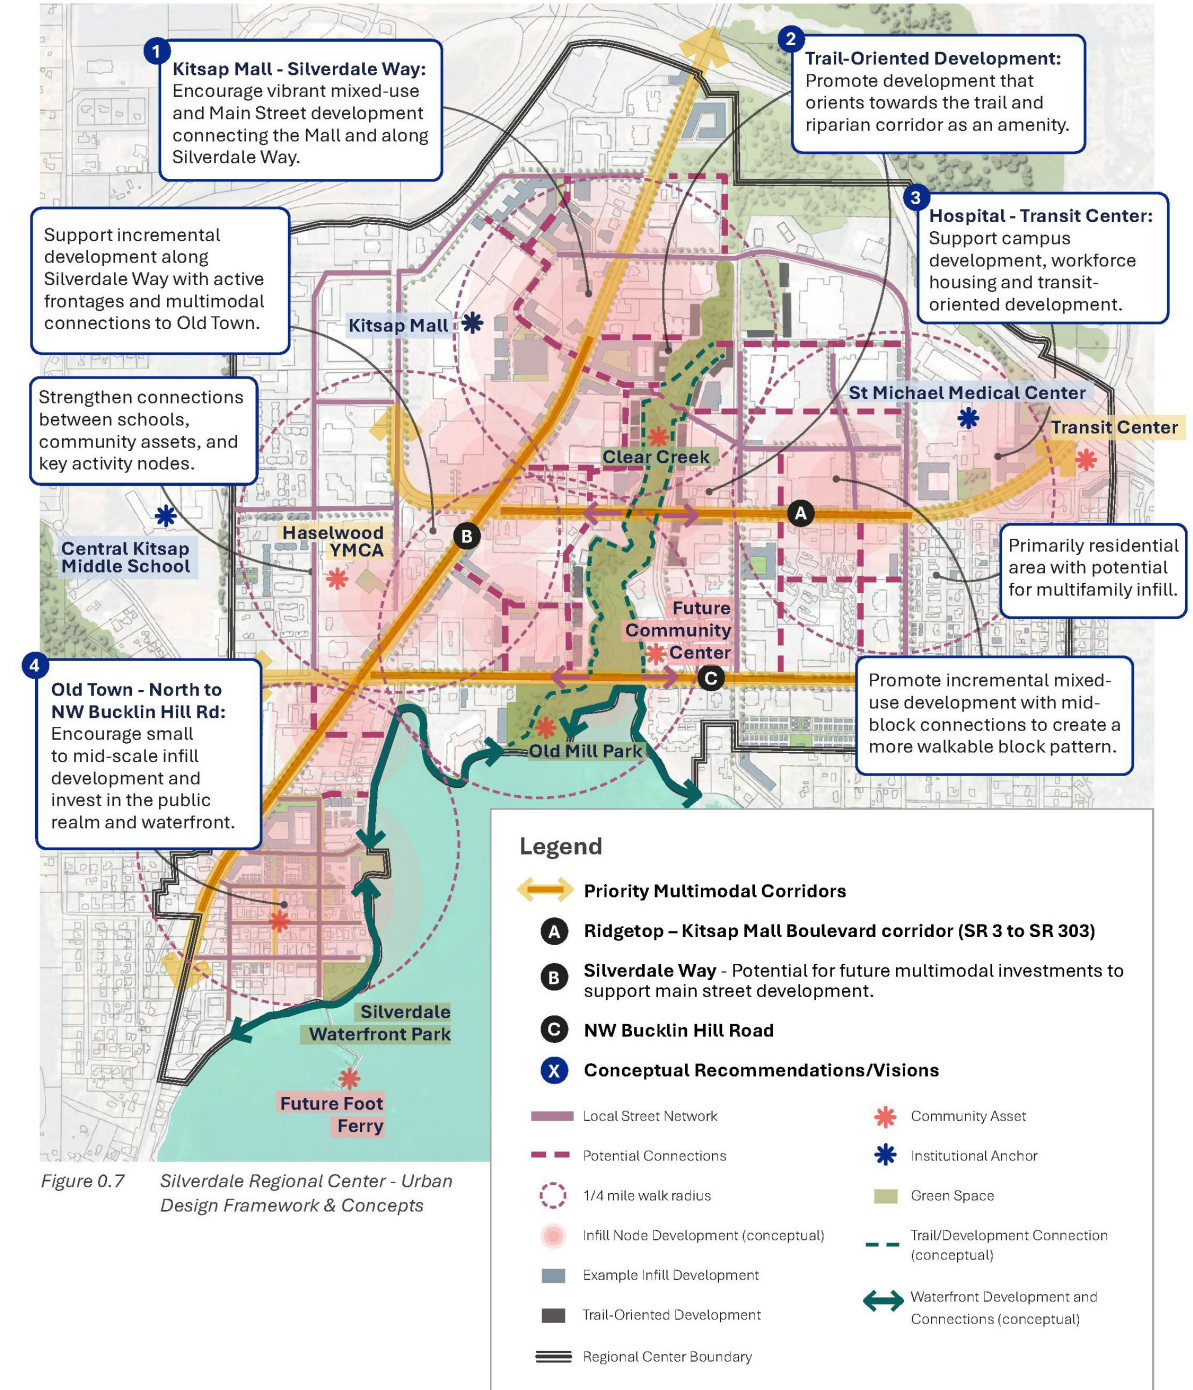 1
Kitsap Mall - Silverdale Way:
Encourage vibrant mixed-use
and Main Street development
connecting the Mall and along
Silverdale Way.
2
Trail-Oriented Development:
Promote development that
orients towards the trail and
riparian corridor as an amenity.
3
Hospital - Transit Center:
Support campus
development, workforce
housing and transit-
oriented development.
Support incremental
development along
Silverdale Way with active
frontages and multimodal
connections to Old Town.
Kitsap Mall
Strengthen connections
between schools,
community assets, and
key activity nodes.
St Michael Medical Center
Transit Center
Clear Creek
A
B
Haselwood
YMCA
Central Kitsap
Middle School
Primarily residential
area with potential
for multifamily infill.
Future
Community
Center
C
4
Old Town - North to
NW Bucklin Hill Rd:
Encourage small
to mid-scale infill
development and
invest in the public
realm and waterfront.
Promote incremental mixed-
use development with mid-
block connections to create a
more walkable block pattern.
Old Mill Park
Silverdale
Waterfront Park
Future Foot
Ferry
Legend
Priority Multimodal Corridors
A Ridgetop – Kitsap Mall Boulevard corridor (SR 3 to SR 303)
B Silverdale Way - Potential for future multimodal investments to
support main street development.
C NW Bucklin Hill Road
X Conceptual Recommendations/Visions
Local Street Network
Potential Connections
1/4 mile walk radius
Infill Node Development (conceptual)
Example Infill Development
Trail-Oriented Development
Regional Center Boundary
Community Asset
Institutional Anchor
Green Space
Trail/Development Connection
(conceptual)
Waterfront Development and
Connections (conceptual)
Figure 0.7 Silverdale Regional Center - Urban
Design Framework & Concepts